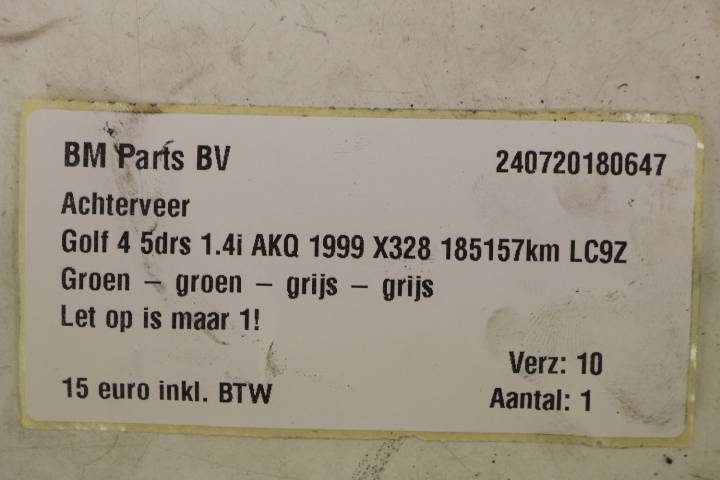 BM Parts BV 240720180647
Achterveer
Golf 4 5drs 1.4i AKQ 1999 X328 185157km LC9Z
Groen – groen – grijs – grijs
Let op is maar 1!
Verz: 10
15 euro inkl. BTW Aantal: 1